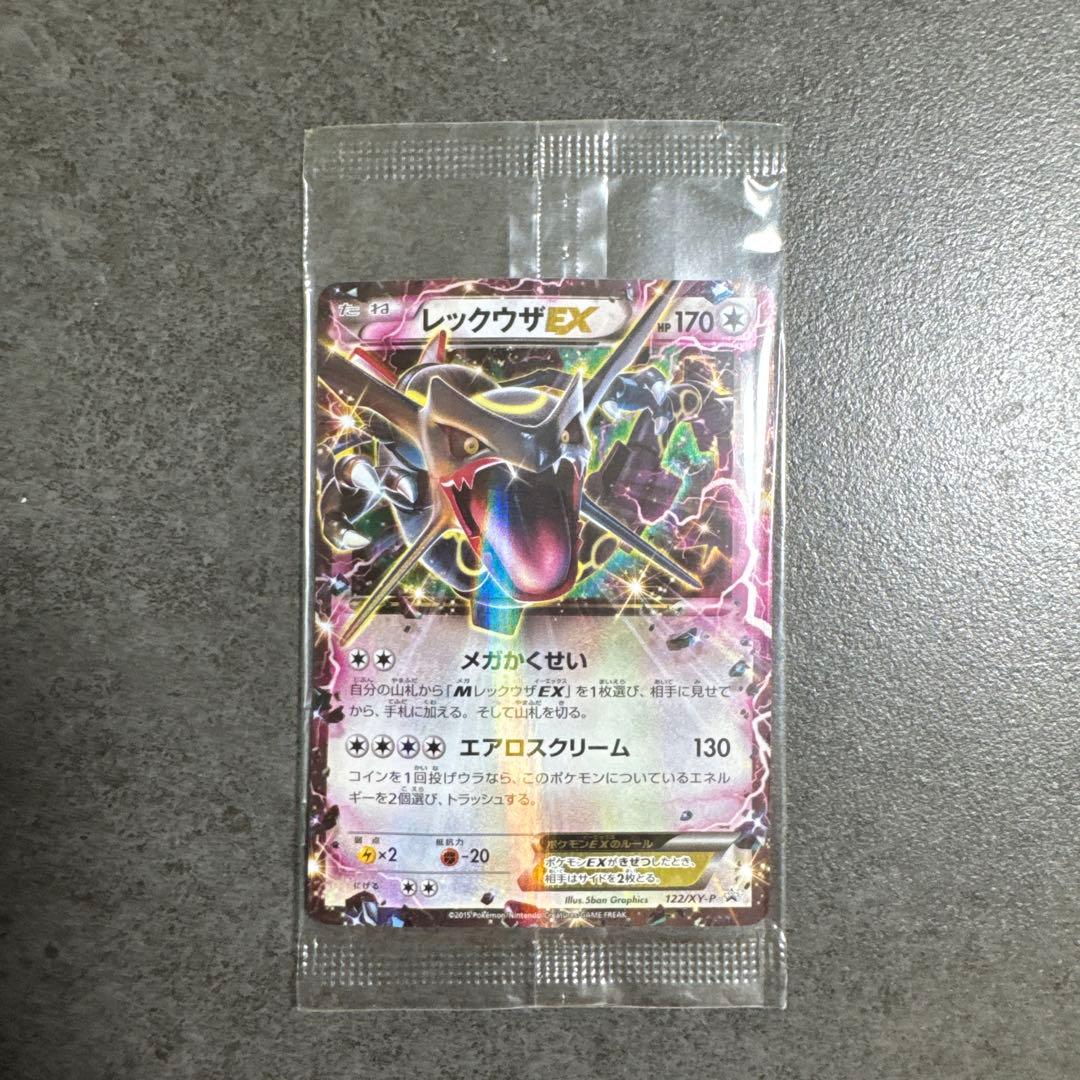 たね レックウザEX HP170
メガかくせい
自分の山札から「MレックウザEX」を1枚選び、相手に見せて
から、手札に加える。そして山札を切る。
エアロスクリーム 130
コインを1回投げウラなら、このポケモンについているエネル
ギーを2個選び、トラッシュする。
弱点 抵抗力
×2 -20
にげる
ポケモンEXのルール
ポケモンEXがきぜつしたとき、
相手はサイドを2枚とる。
Illus. 5ban Graphics 122/XY-P
©2015 Pokémon/Nintendo/Creatures/GAME FREAK